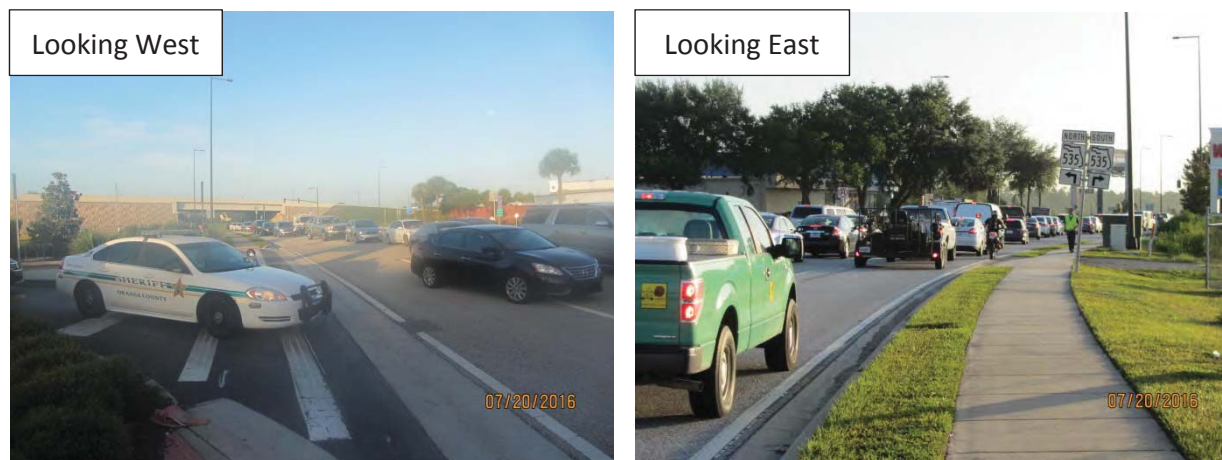 Looking West
SHERIFF
ORANGE COUNTY
07/20/2016
Looking East
NORTH SOUTH
535 535
07/20/2016